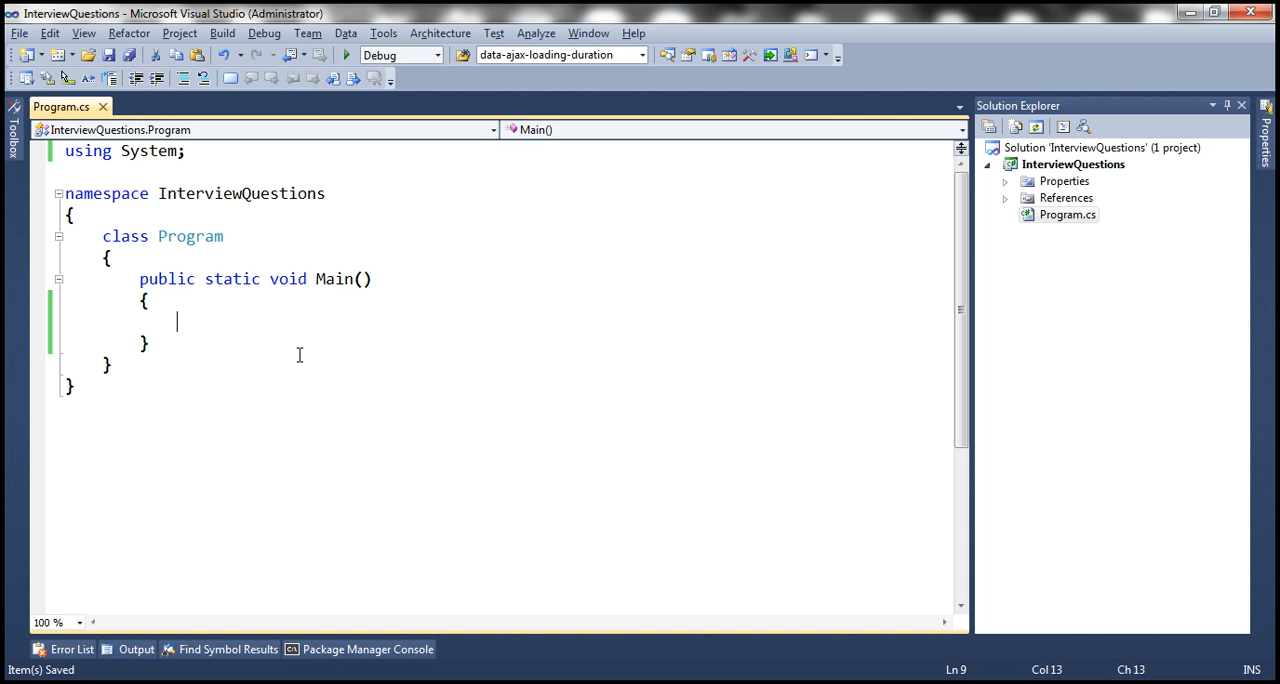 InterviewQuestions - Microsoft Visual Studio (Administrator)
File Edit View Refactor Project Build Debug Team Data Tools Architecture Test Analyze Window Help
Debug data-ajax-loading-duration
Toolbox
Program.cs
InterviewQuestions.Program Main()
using System;
namespace InterviewQuestions
{
class Program
{
public static void Main()
{
}
}
}
100 %
Solution Explorer
Solution 'InterviewQuestions' (1 project)
InterviewQuestions
Properties
References
Program.cs
Properties
Error List Output Find Symbol Results Package Manager Console
Item(s) Saved Ln 9 Col 13 Ch 13 INS